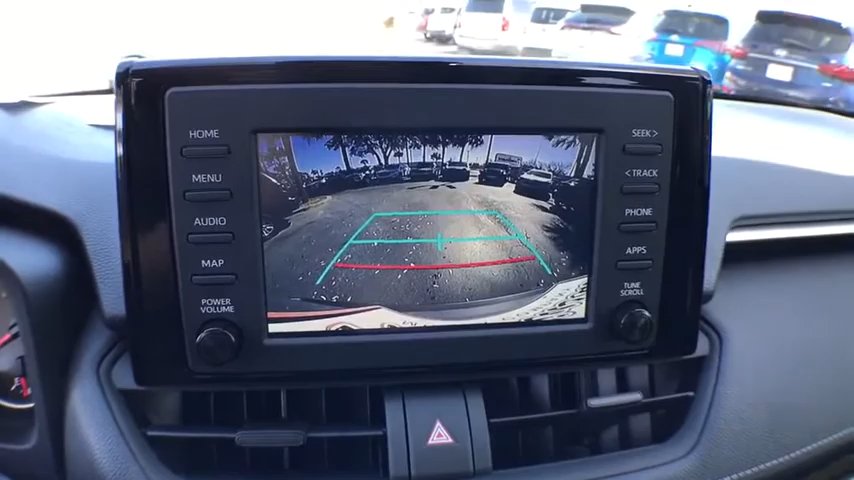 HOME
MENU
AUDIO
MAP
POWER
VOLUME
SEEK >
< TRACK
PHONE
APPS
TUNE
SCROLL